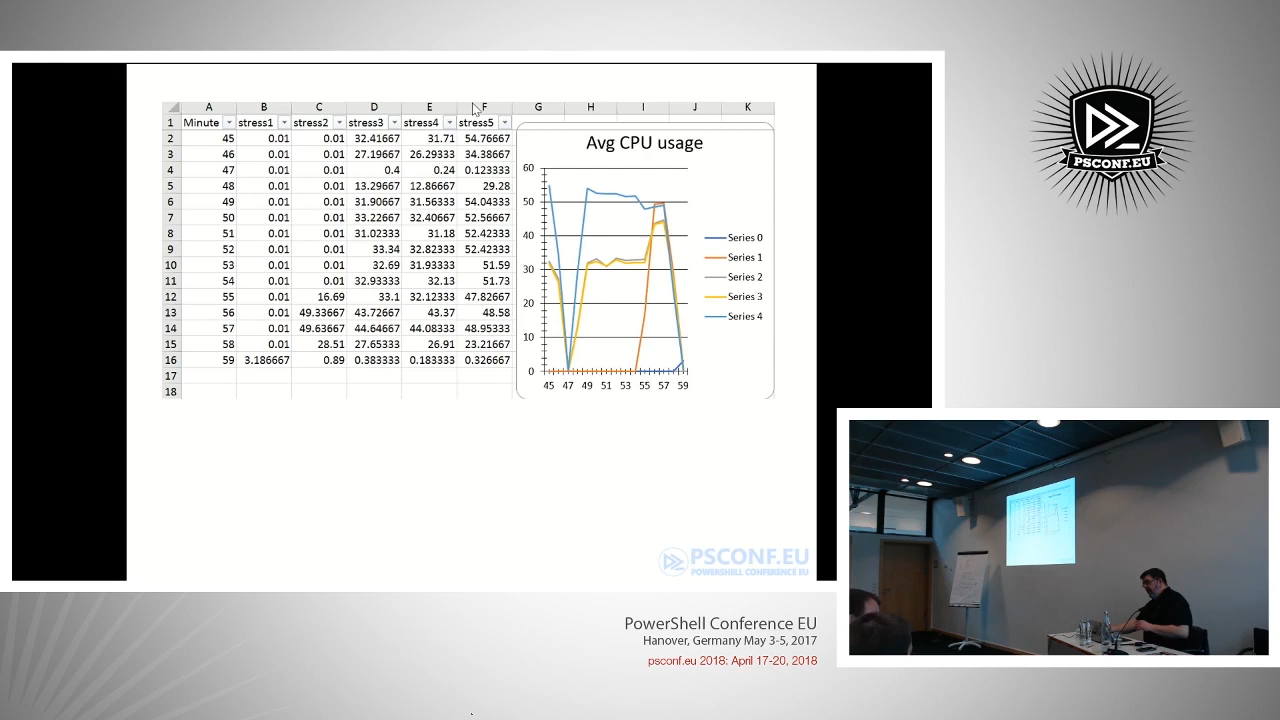 A B C D E F G H I J K
1 Minute stress1 stress2 stress3 stress4 stress5
2 45 0.01 0.01 32.41667 31.71 54.76667
3 46 0.01 0.01 27.19667 26.29333 34.38667
4 47 0.01 0.01 0.4 0.24 0.123333
5 48 0.01 0.01 13.29667 12.86667 29.28
6 49 0.01 0.01 31.90667 31.56333 54.04333
7 50 0.01 0.01 33.22667 32.40667 52.56667
8 51 0.01 0.01 31.02333 31.18 52.42333
9 52 0.01 0.01 33.34 32.82333 52.42333
10 53 0.01 0.01 32.69 31.93333 51.59
11 54 0.01 0.01 32.93333 32.13 51.73
12 55 0.01 16.69 33.1 32.12333 47.82667
13 56 0.01 49.33667 43.72667 43.37 48.58
14 57 0.01 49.63667 44.64667 44.08333 48.95333
15 58 0.01 28.51 27.65333 26.91 23.21667
16 59 3.186667 0.89 0.383333 0.183333 0.326667
17
18
Avg CPU usage
60
50
40
30
20
10
0
45 47 49 51 53 55 57 59
Series 0
Series 1
Series 2
Series 3
Series 4
PSCONF.EU
POWERSHELL CONFERENCE EU
PSCONF.EU
PowerShell Conference EU
Hanover, Germany May 3-5, 2017
psconf.eu 2018: April 17-20, 2018